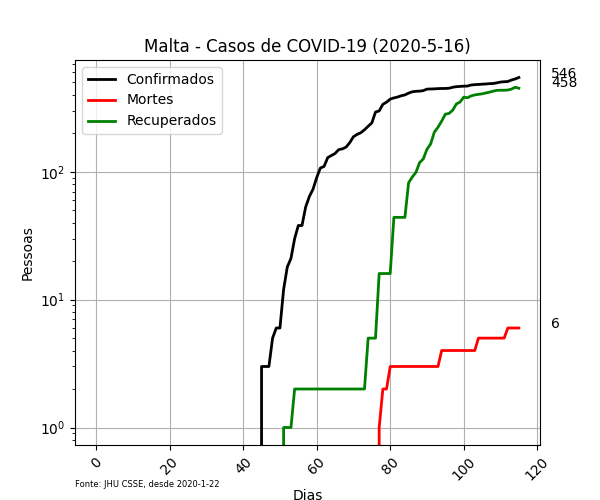 Malta - Casos de COVID-19 (2020-5-16)
Confirmados
Mortes
Recuperados
546
458
6
Pessoas
10²
10¹
10⁰
0
20
40
60
80
100
120
Fonte: JHU CSSE, desde 2020-1-22
Dias